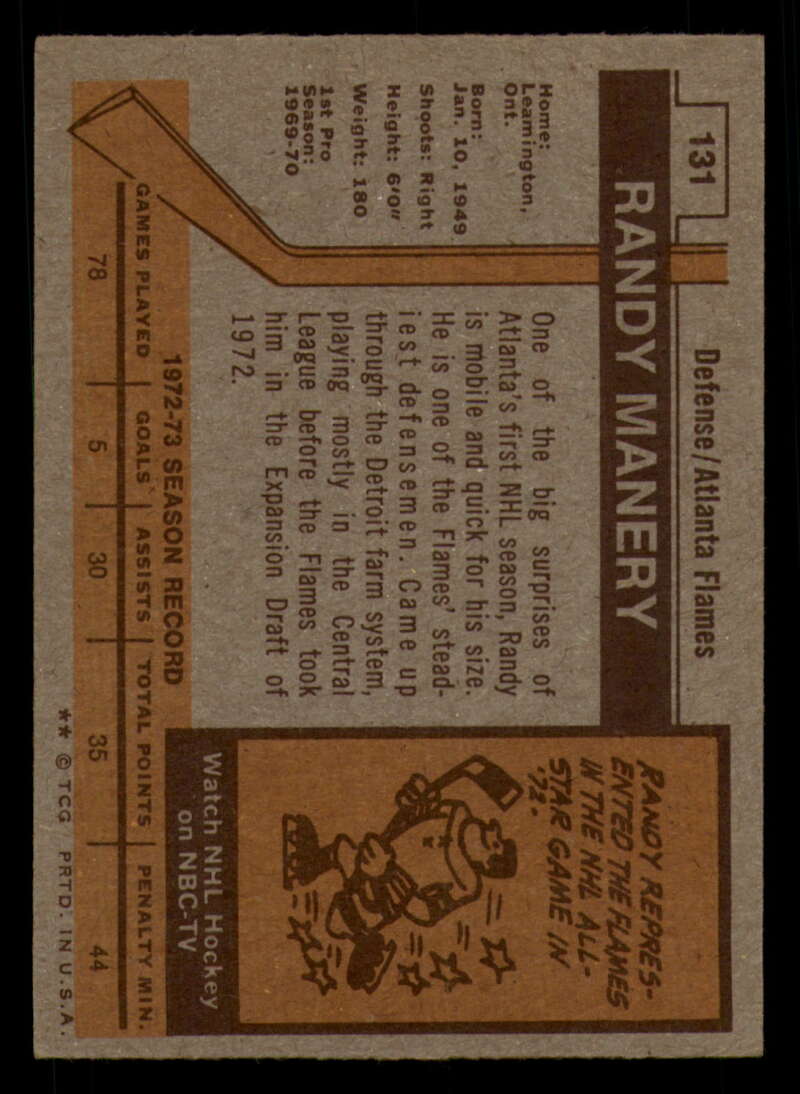 131
Defense/Atlanta Flames
RANDY MANERY
Home:
Leamington,
Ont.
Born:
Jan. 10, 1949
Shoots: Right
Height: 6'0"
Weight: 180
1st Pro
Season:
1969-70
One of the big surprises of
Atlanta's first NHL season, Randy
is mobile and quick for his size.
He is one of the Flames' stead-
iest defensemen. Came up
through the Detroit farm system,
playing mostly in the Central
League before the Flames took
him in the Expansion Draft of
1972.
RANDY REPRES-
ENTED THE FLAMES
IN THE NHL ALL-
STAR GAME IN
'73.
Watch NHL Hockey
on NBC-TV
1972-73 SEASON RECORD
GAMES PLAYED GOALS ASSISTS TOTAL POINTS PENALTY MIN.
78 5 30 35 44
** © TCG PRTD. IN U.S.A.